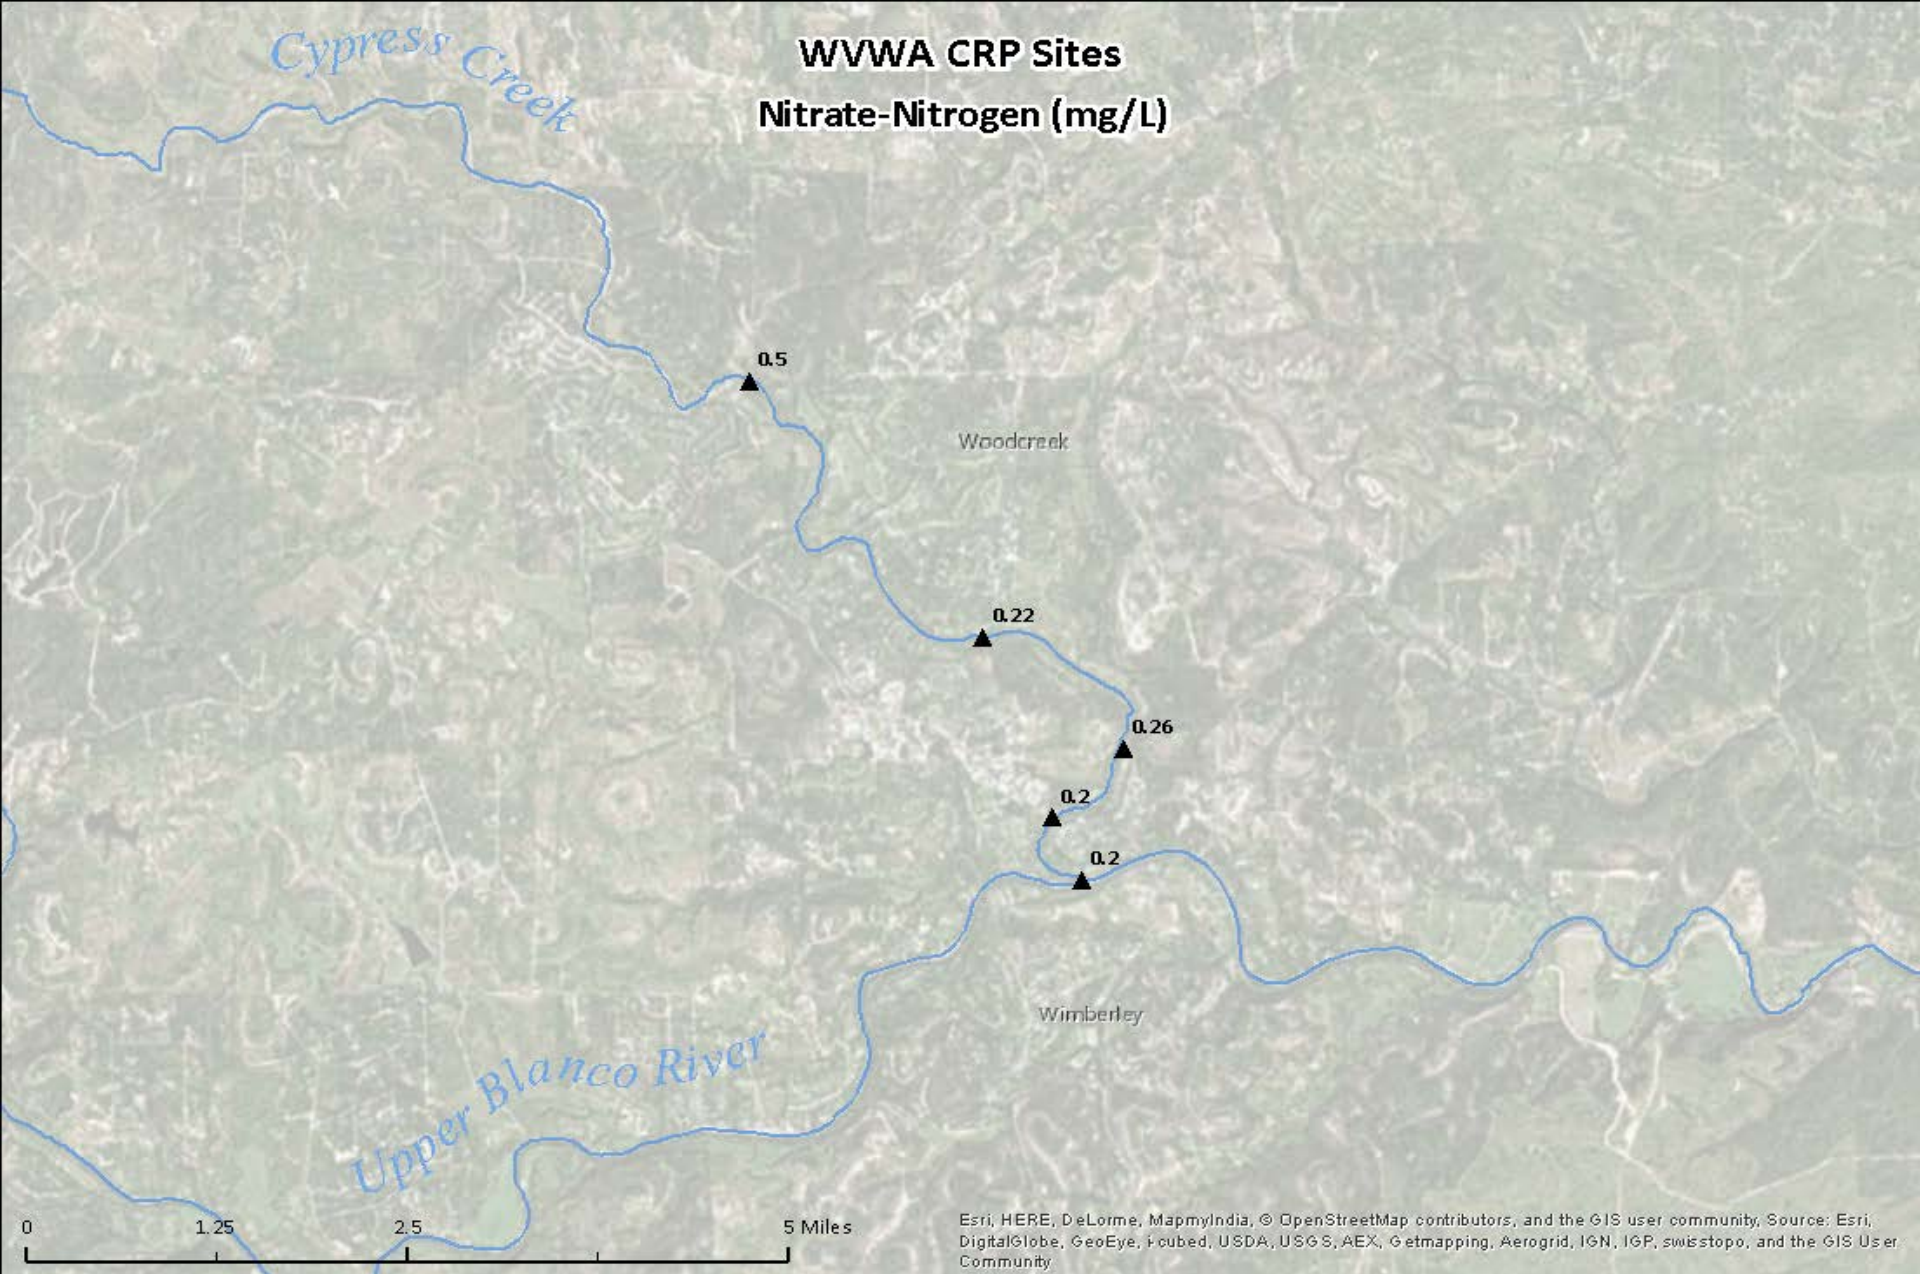 Cypress Creek
WVWA CRP Sites
Nitrate-Nitrogen (mg/L)
0.5
Woodcreek
0.22
0.26
0.2
0.2
Wimberley
Upper Blanco River
0 1.25 2.5 5 Miles
Esri, HERE, DeLorme, MapmyIndia, © OpenStreetMap contributors, and the GIS user community, Source: Esri,
DigitalGlobe, GeoEye, i-cubed, USDA, USGS, AEX, Getmapping, Aerogrid, IGN, IGP, swisstopo, and the GIS User
Community